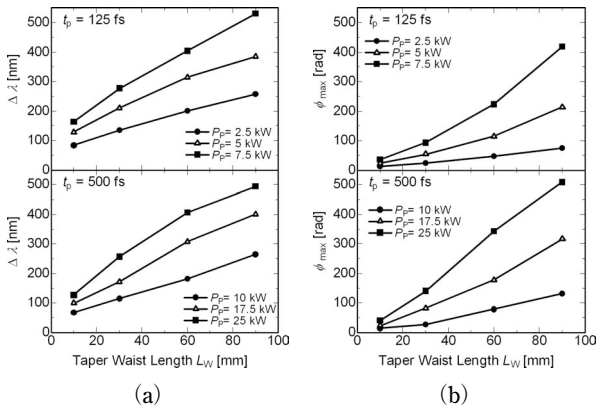 t_p = 125 fs
500
400
300
200
100
0
Δ λ [nm]
P_P= 2.5 kW
P_P= 5 kW
P_P= 7.5 kW
t_p = 500 fs
500
400
300
200
100
0
Δ λ [nm]
P_P= 10 kW
P_P= 17.5 kW
P_P= 25 kW
0 20 40 60 80 100
Taper Waist Length L_W [mm]
(a)
t_p = 125 fs
500
400
300
200
100
0
ϕ max [rad]
P_P= 2.5 kW
P_P= 5 kW
P_P= 7.5 kW
t_p = 500 fs
500
400
300
200
100
0
ϕ max [rad]
P_P= 10 kW
P_P= 17.5 kW
P_P= 25 kW
0 20 40 60 80 100
Taper Waist Length L_W [mm]
(b)